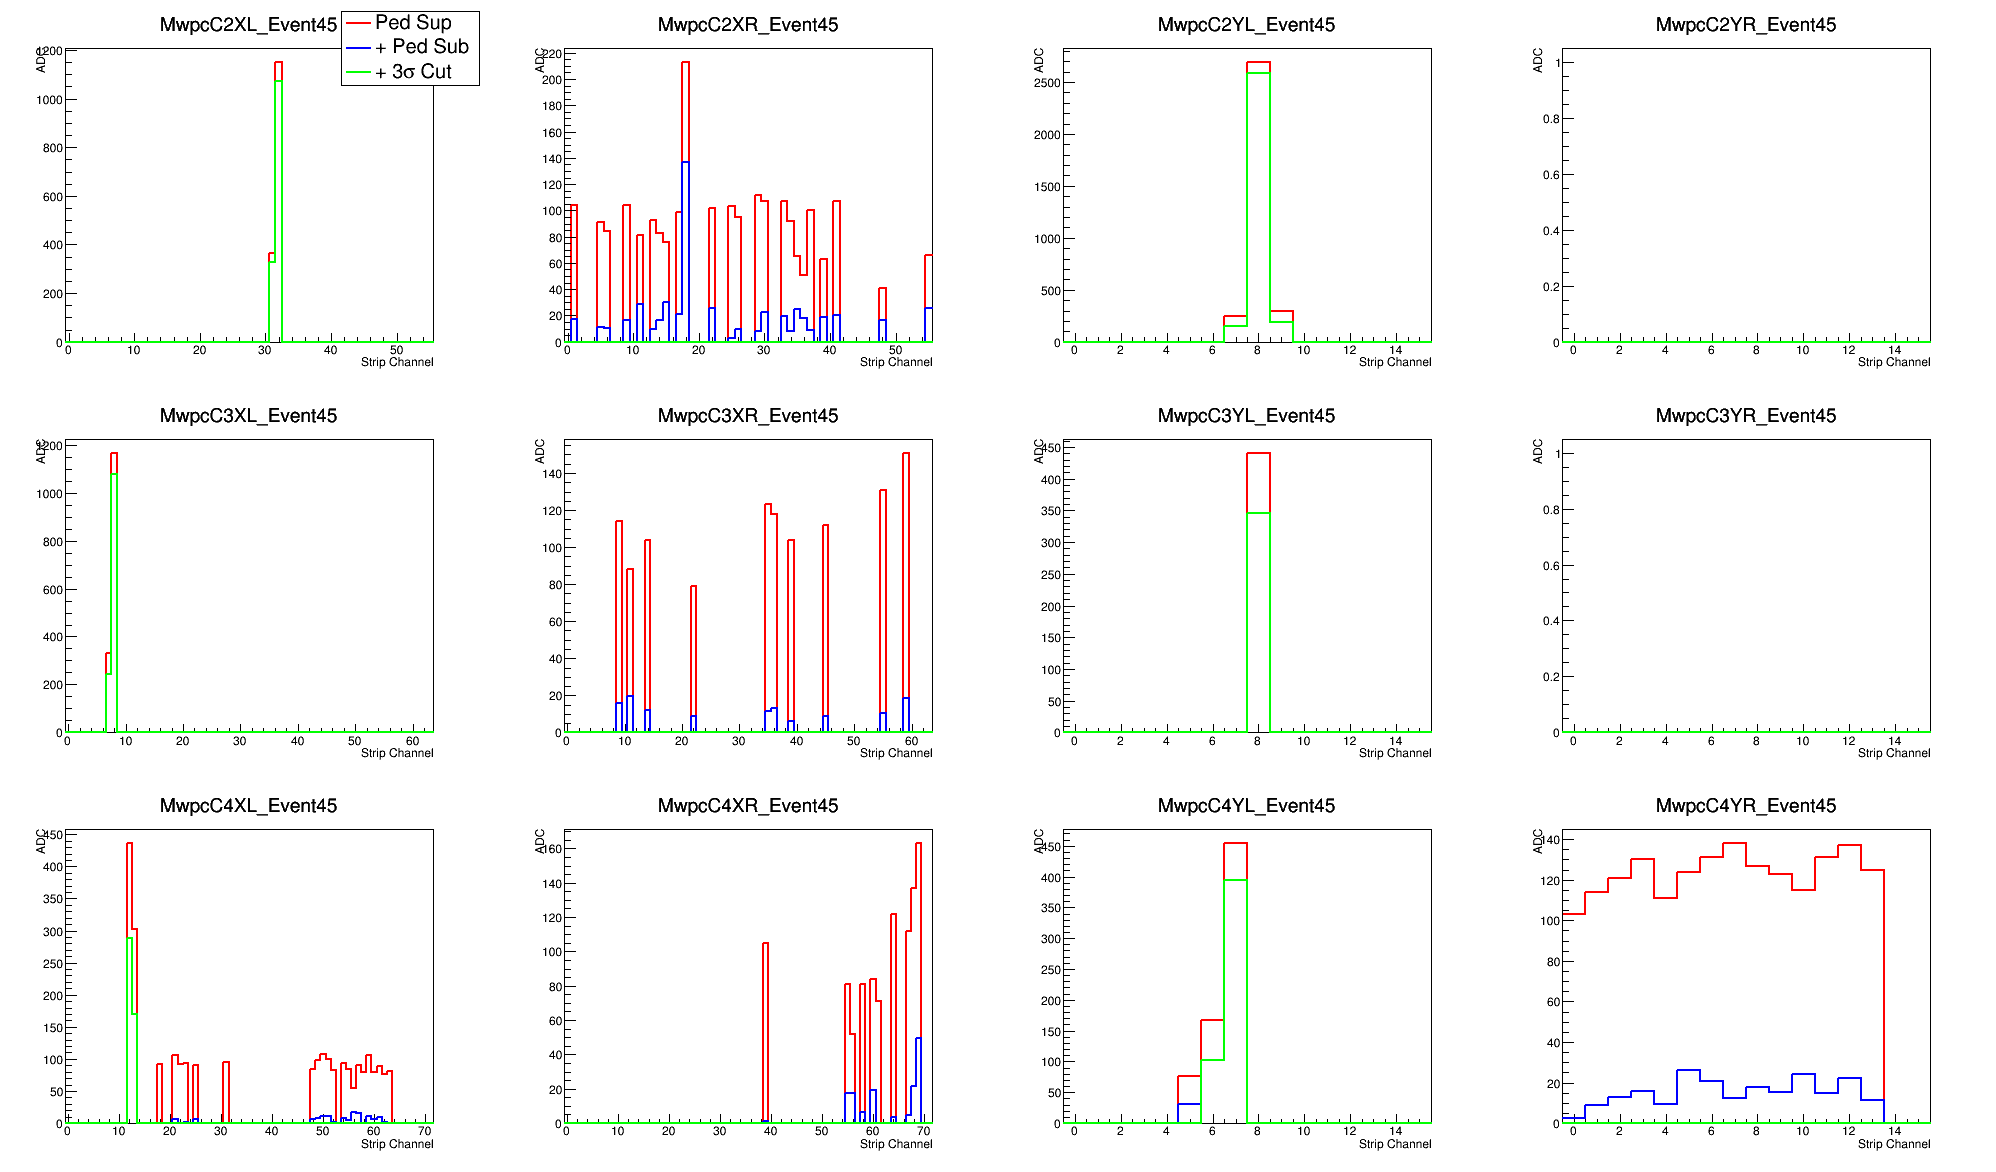 MwpcC2XL_Event45
Ped Sup
+ Ped Sub
+ 3σ Cut
ADC
1200
1000
800
600
400
200
0
0 10 20 30 40 50
Strip Channel
MwpcC2XR_Event45
ADC
220
200
180
160
140
120
100
80
60
40
20
0
0 10 20 30 40 50
Strip Channel
MwpcC2YL_Event45
ADC
2500
2000
1500
1000
500
0
0 2 4 6 8 10 12 14
Strip Channel
MwpcC2YR_Event45
ADC
1
0.8
0.6
0.4
0.2
0
0 2 4 6 8 10 12 14
Strip Channel
MwpcC3XL_Event45
ADC
1200
1000
800
600
400
200
0
0 10 20 30 40 50 60
Strip Channel
MwpcC3XR_Event45
ADC
140
120
100
80
60
40
20
0
0 10 20 30 40 50 60
Strip Channel
MwpcC3YL_Event45
ADC
450
400
350
300
250
200
150
100
50
0
0 2 4 6 8 10 12 14
Strip Channel
MwpcC3YR_Event45
ADC
1
0.8
0.6
0.4
0.2
0
0 2 4 6 8 10 12 14
Strip Channel
MwpcC4XL_Event45
ADC
450
400
350
300
250
200
150
100
50
0
0 10 20 30 40 50 60 70
Strip Channel
MwpcC4XR_Event45
ADC
160
140
120
100
80
60
40
20
0
0 10 20 30 40 50 60 70
Strip Channel
MwpcC4YL_Event45
ADC
450
400
350
300
250
200
150
100
50
0
0 2 4 6 8 10 12 14
Strip Channel
MwpcC4YR_Event45
ADC
140
120
100
80
60
40
20
0
0 2 4 6 8 10 12 14
Strip Channel